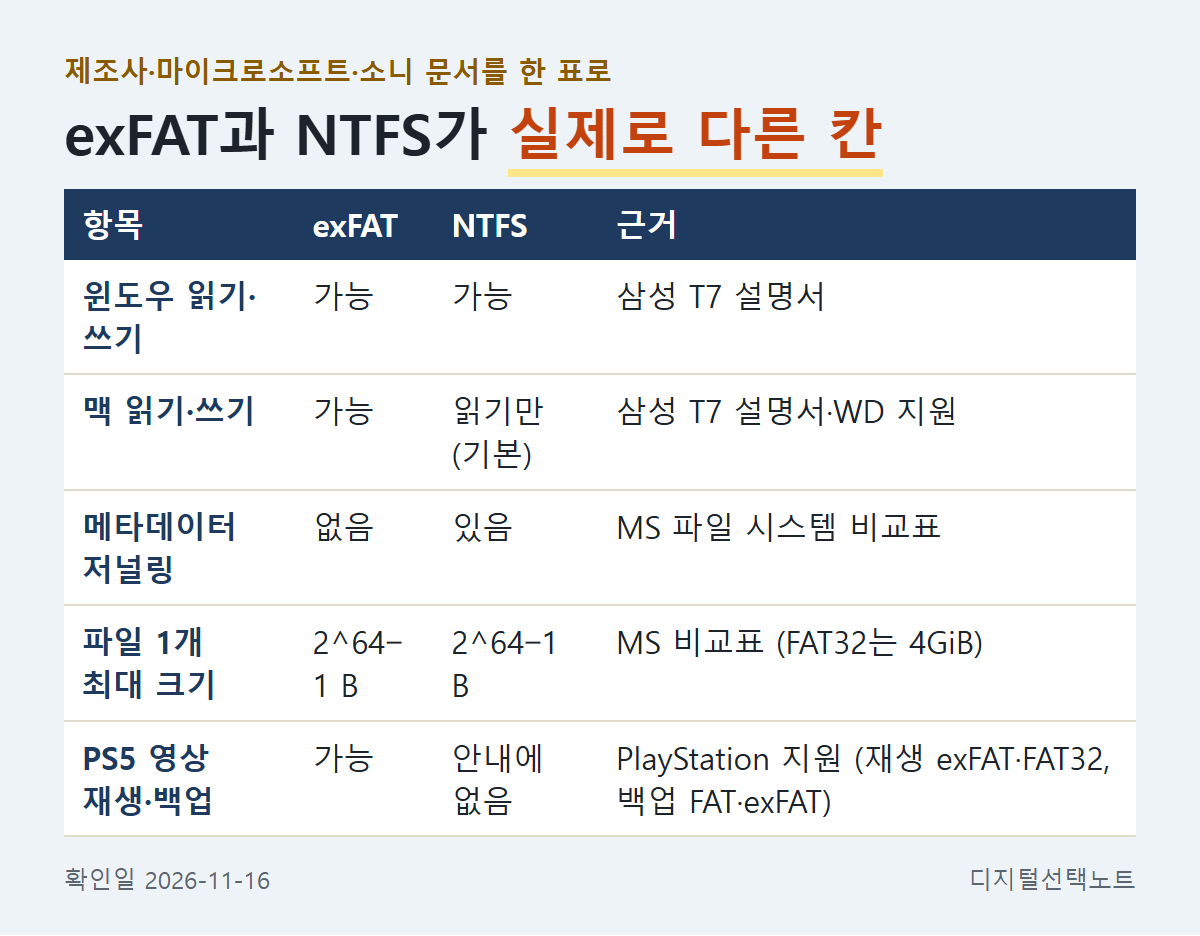 제조사·마이크로소프트·소니 문서를 한 표로
exFAT과 NTFS가 실제로 다른 칸
항목 exFAT NTFS 근거
윈도우 읽기· 가능 가능 삼성 T7 설명서
쓰기
맥 읽기·쓰기 가능 읽기만 삼성 T7 설명서·WD 지원
(기본)
메타데이터 없음 있음 MS 파일 시스템 비교표
저널링
파일 1개 2^64– 2^64–1 MS 비교표 (FAT32는 4GiB)
최대 크기 1 B B
PS5 영상 가능 안내에 PlayStation 지원 (재생 exFAT·FAT32,
재생·백업 없음 백업 FAT·exFAT)
확인일 2026-11-16 디지털선택노트